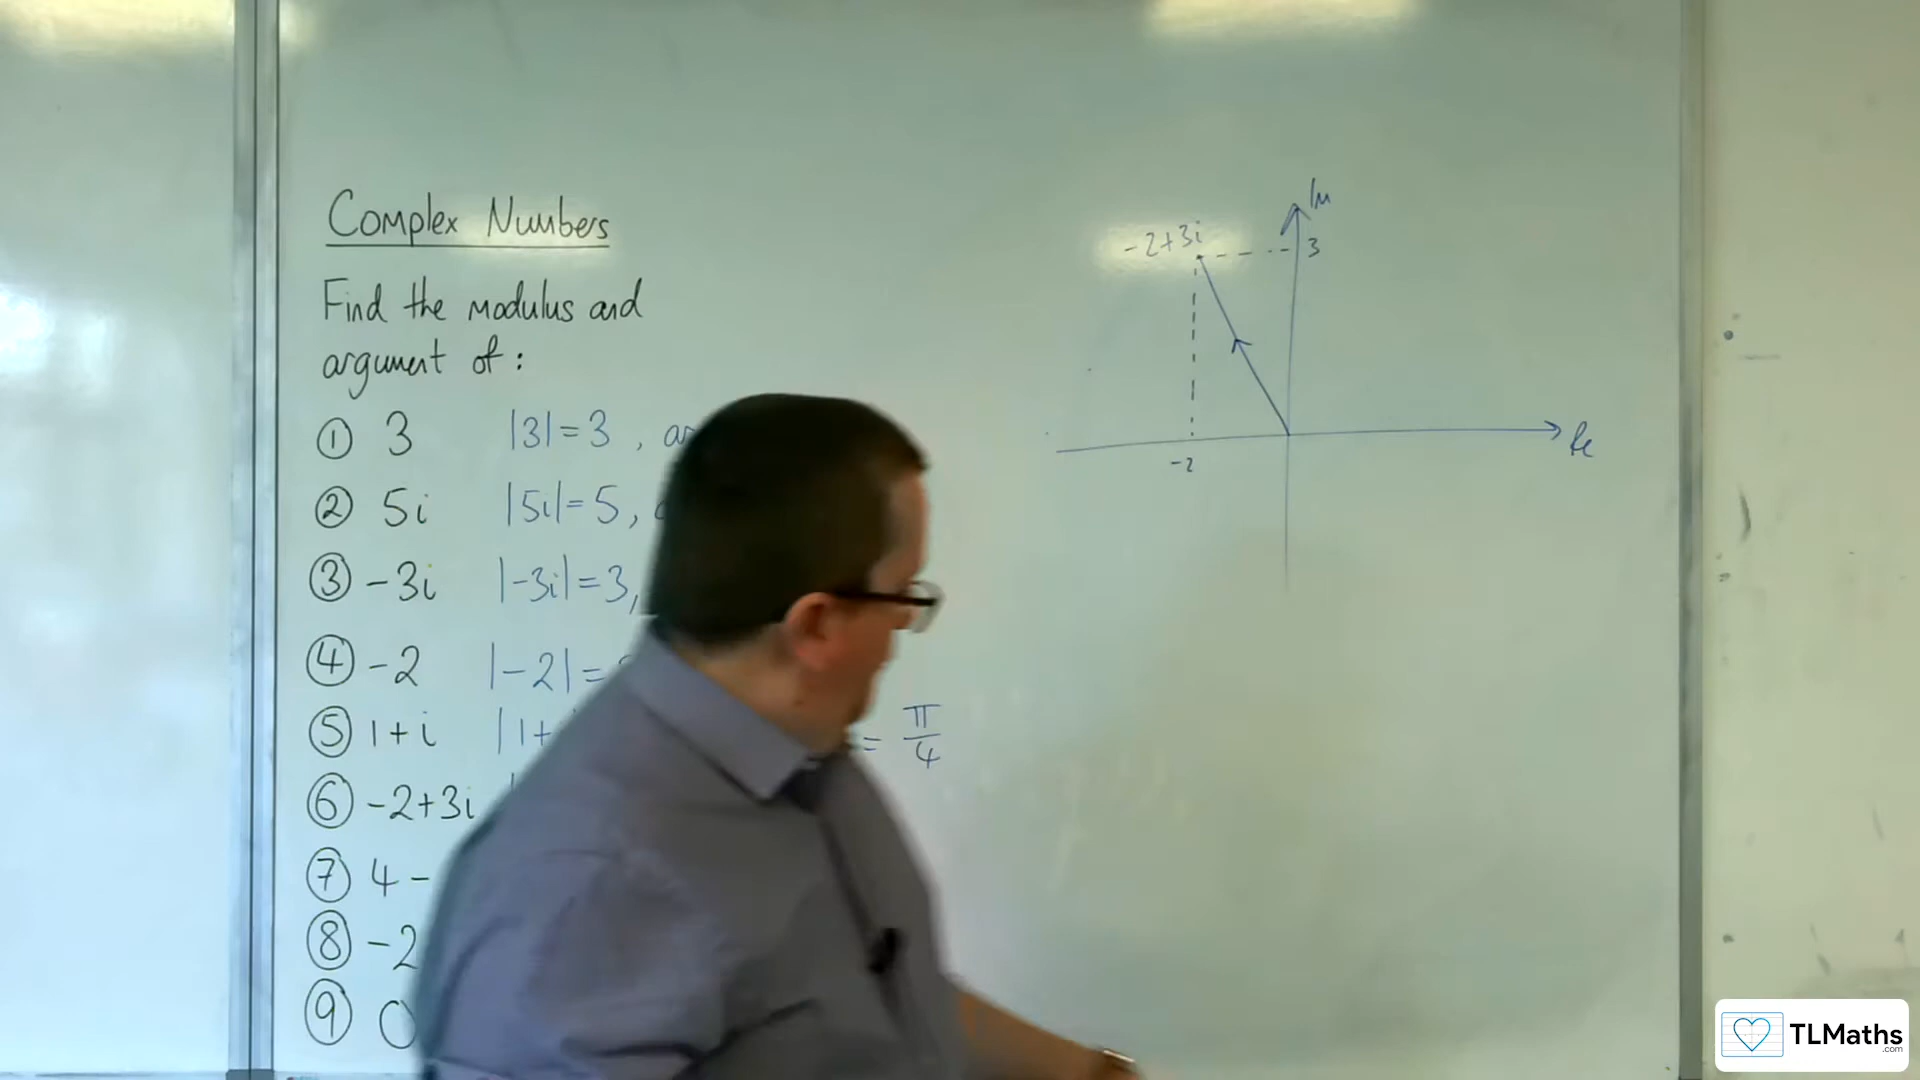 Complex Numbers
Find the modulus and
argument of:
① 3 |3|=3 ,
② 5i |5i|=5,
③ -3i |-3i|=3,
④ -2 |-2|=
⑤ 1+i |1+ = π/4
⑥ -2+3i
⑦ 4-
⑧ -2
⑨ 0
Im
-2+3i
3
Re
-2
TLMaths
.com